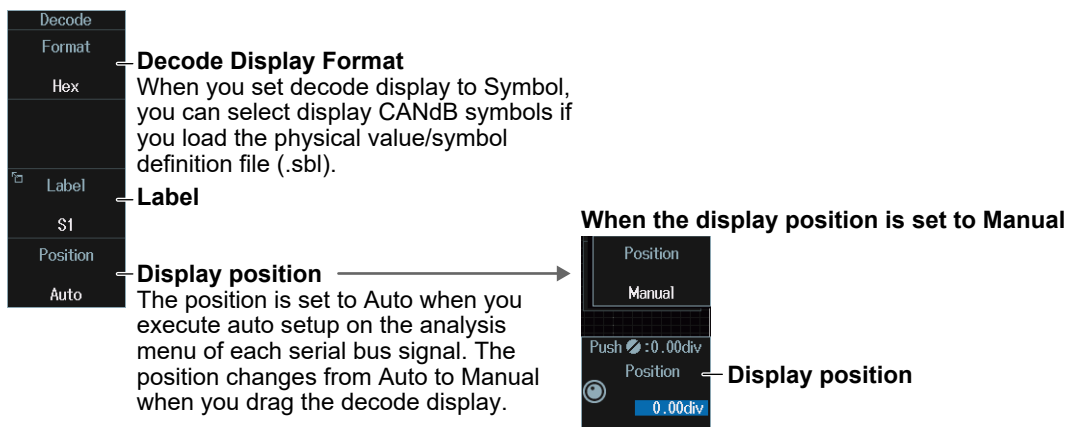 Decode
Format
Hex
Decode Display Format
When you set decode display to Symbol,
you can select display CANdB symbols if
you load the physical value/symbol
definition file (.sbl).
Label
S1
Label
Position
Auto
Display position
The position is set to Auto when you
execute auto setup on the analysis
menu of each serial bus signal. The
position changes from Auto to Manual
when you drag the decode display.
When the display position is set to Manual
Position
Manual
Push :0.00div
Position
0.00div
Display position